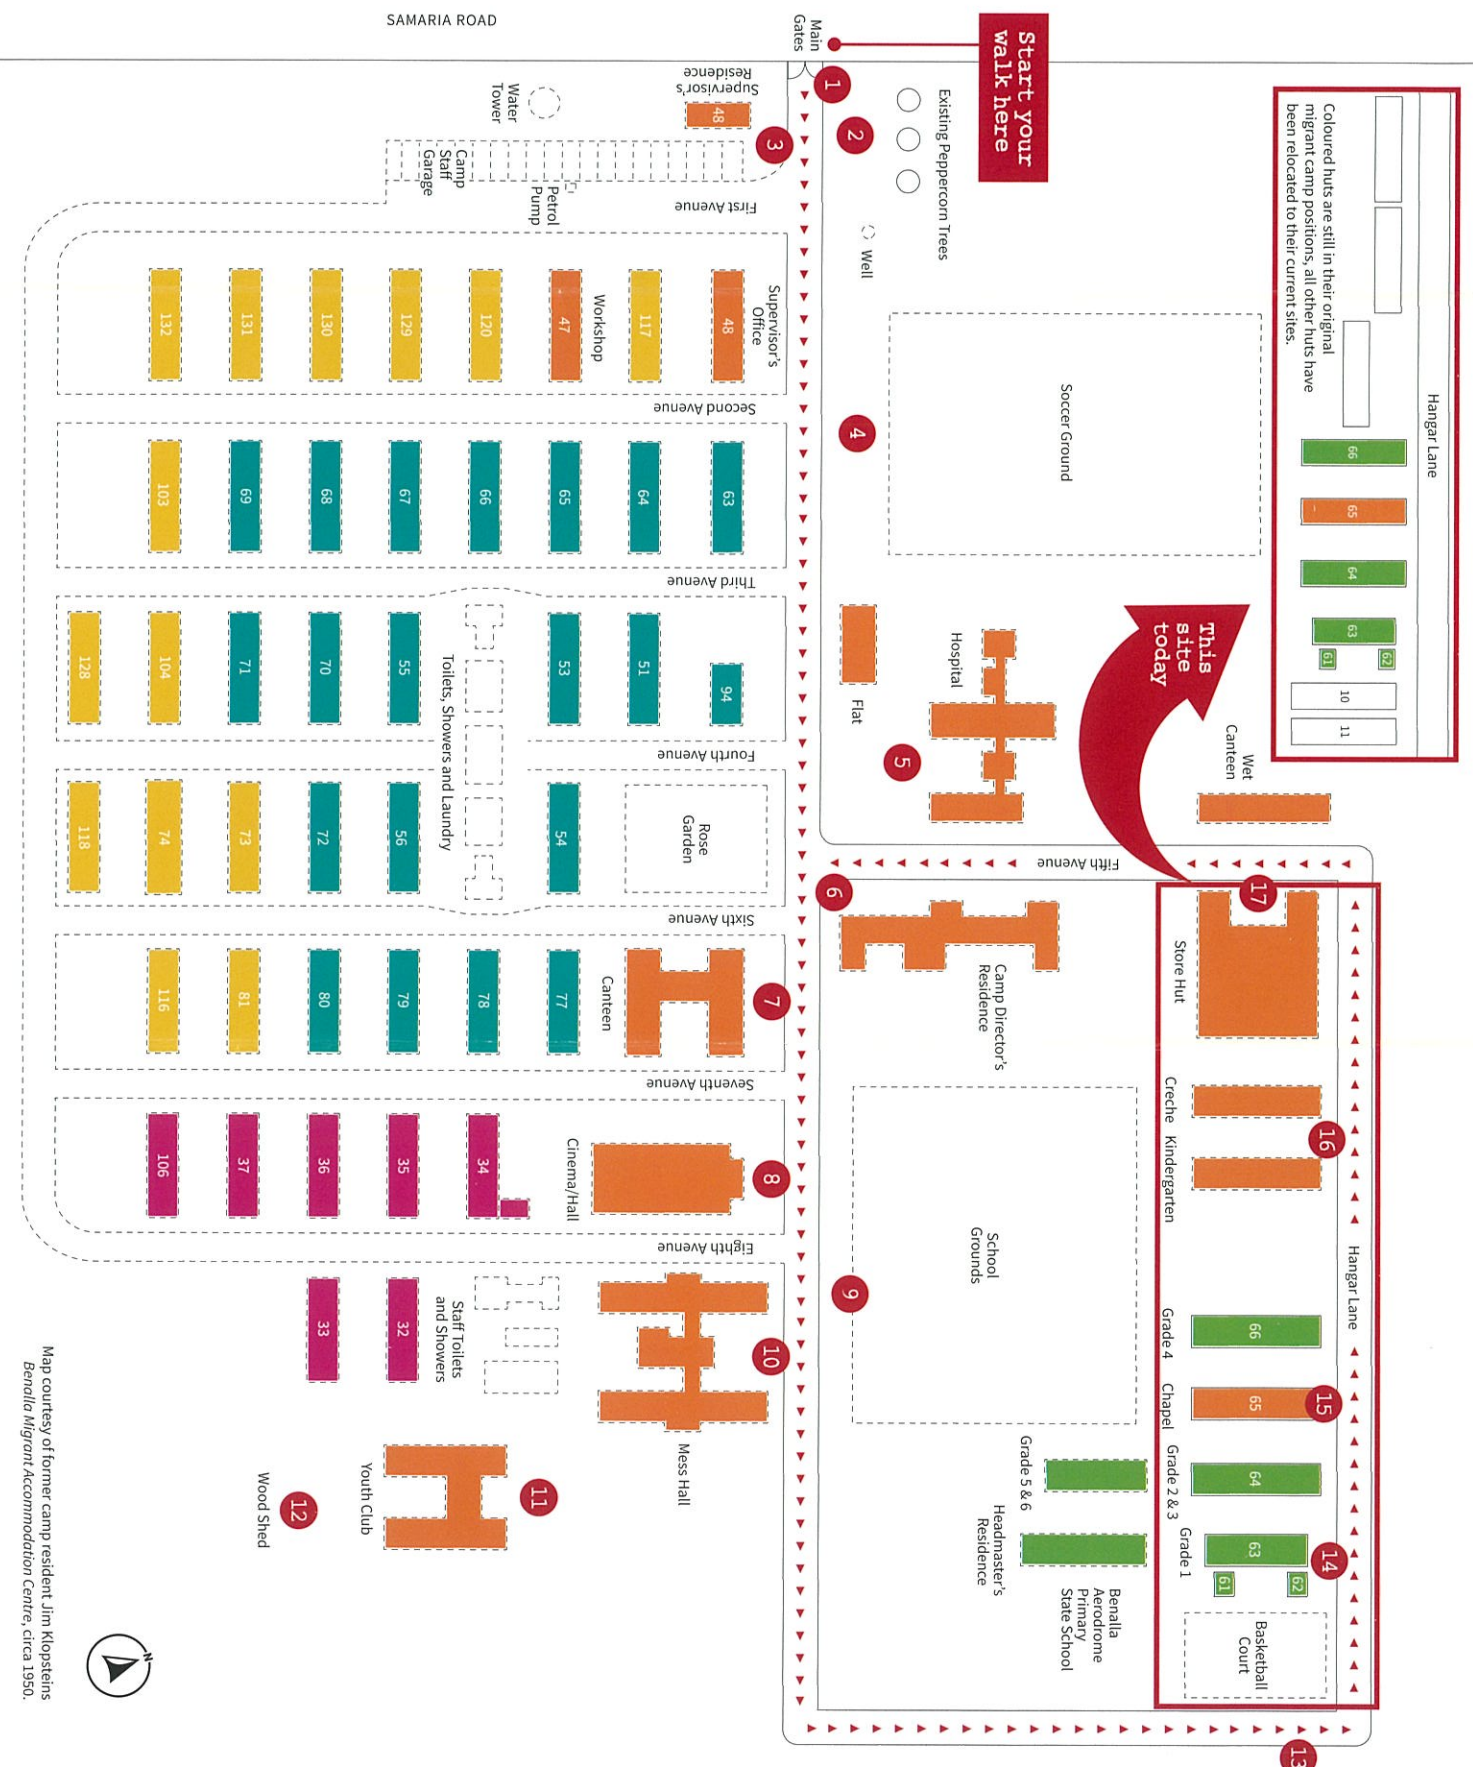 SAMARIA ROAD
Main
Gates
Start your
walk here
1
2
3
Existing Peppercorn Trees
Well
Supervisor's
Residence
48
Water
Tower
Camp
Staff
Garage
Petrol
Pump
First Avenue
Coloured huts are still in their original
migrant camp positions, all other huts have
been relocated to their current sites.
Hangar Lane
66
65
64
63
62
61
10
11
This
site
today
Supervisor's
Office
48
117
Workshop
47
120
129
130
131
132
Second Avenue
4
Soccer Ground
63
64
65
66
67
68
69
103
Third Avenue
Flat
Hospital
5
Wet
Canteen
94
51
53
Toilets, Showers and Laundry
55
70
71
104
128
Fourth Avenue
Rose
Garden
54
56
72
73
74
118
Fifth Avenue
6
Camp Director's
Residence
17
Store Hut
Sixth Avenue
7
Canteen
77
78
79
80
81
116
Seventh Avenue
Creche
16
Kindergarten
8
Cinema/Hall
34
35
36
37
106
Eighth Avenue
9
School
Grounds
Hangar Lane
Grade 4
66
Chapel
65
15
Grade 2 & 3
64
Grade 1
63
14
62
61
Basketball
Court
Grade 5 & 6
Headmaster's
Residence
Benalla
Aerodrome
Primary
State School
13
10
Mess Hall
Staff Toilets
and Showers
32
33
11
Youth Club
12
Wood Shed
N
Map courtesy of former camp resident Jim Klopsteins
Benalla Migrant Accommodation Centre, circa 1950.